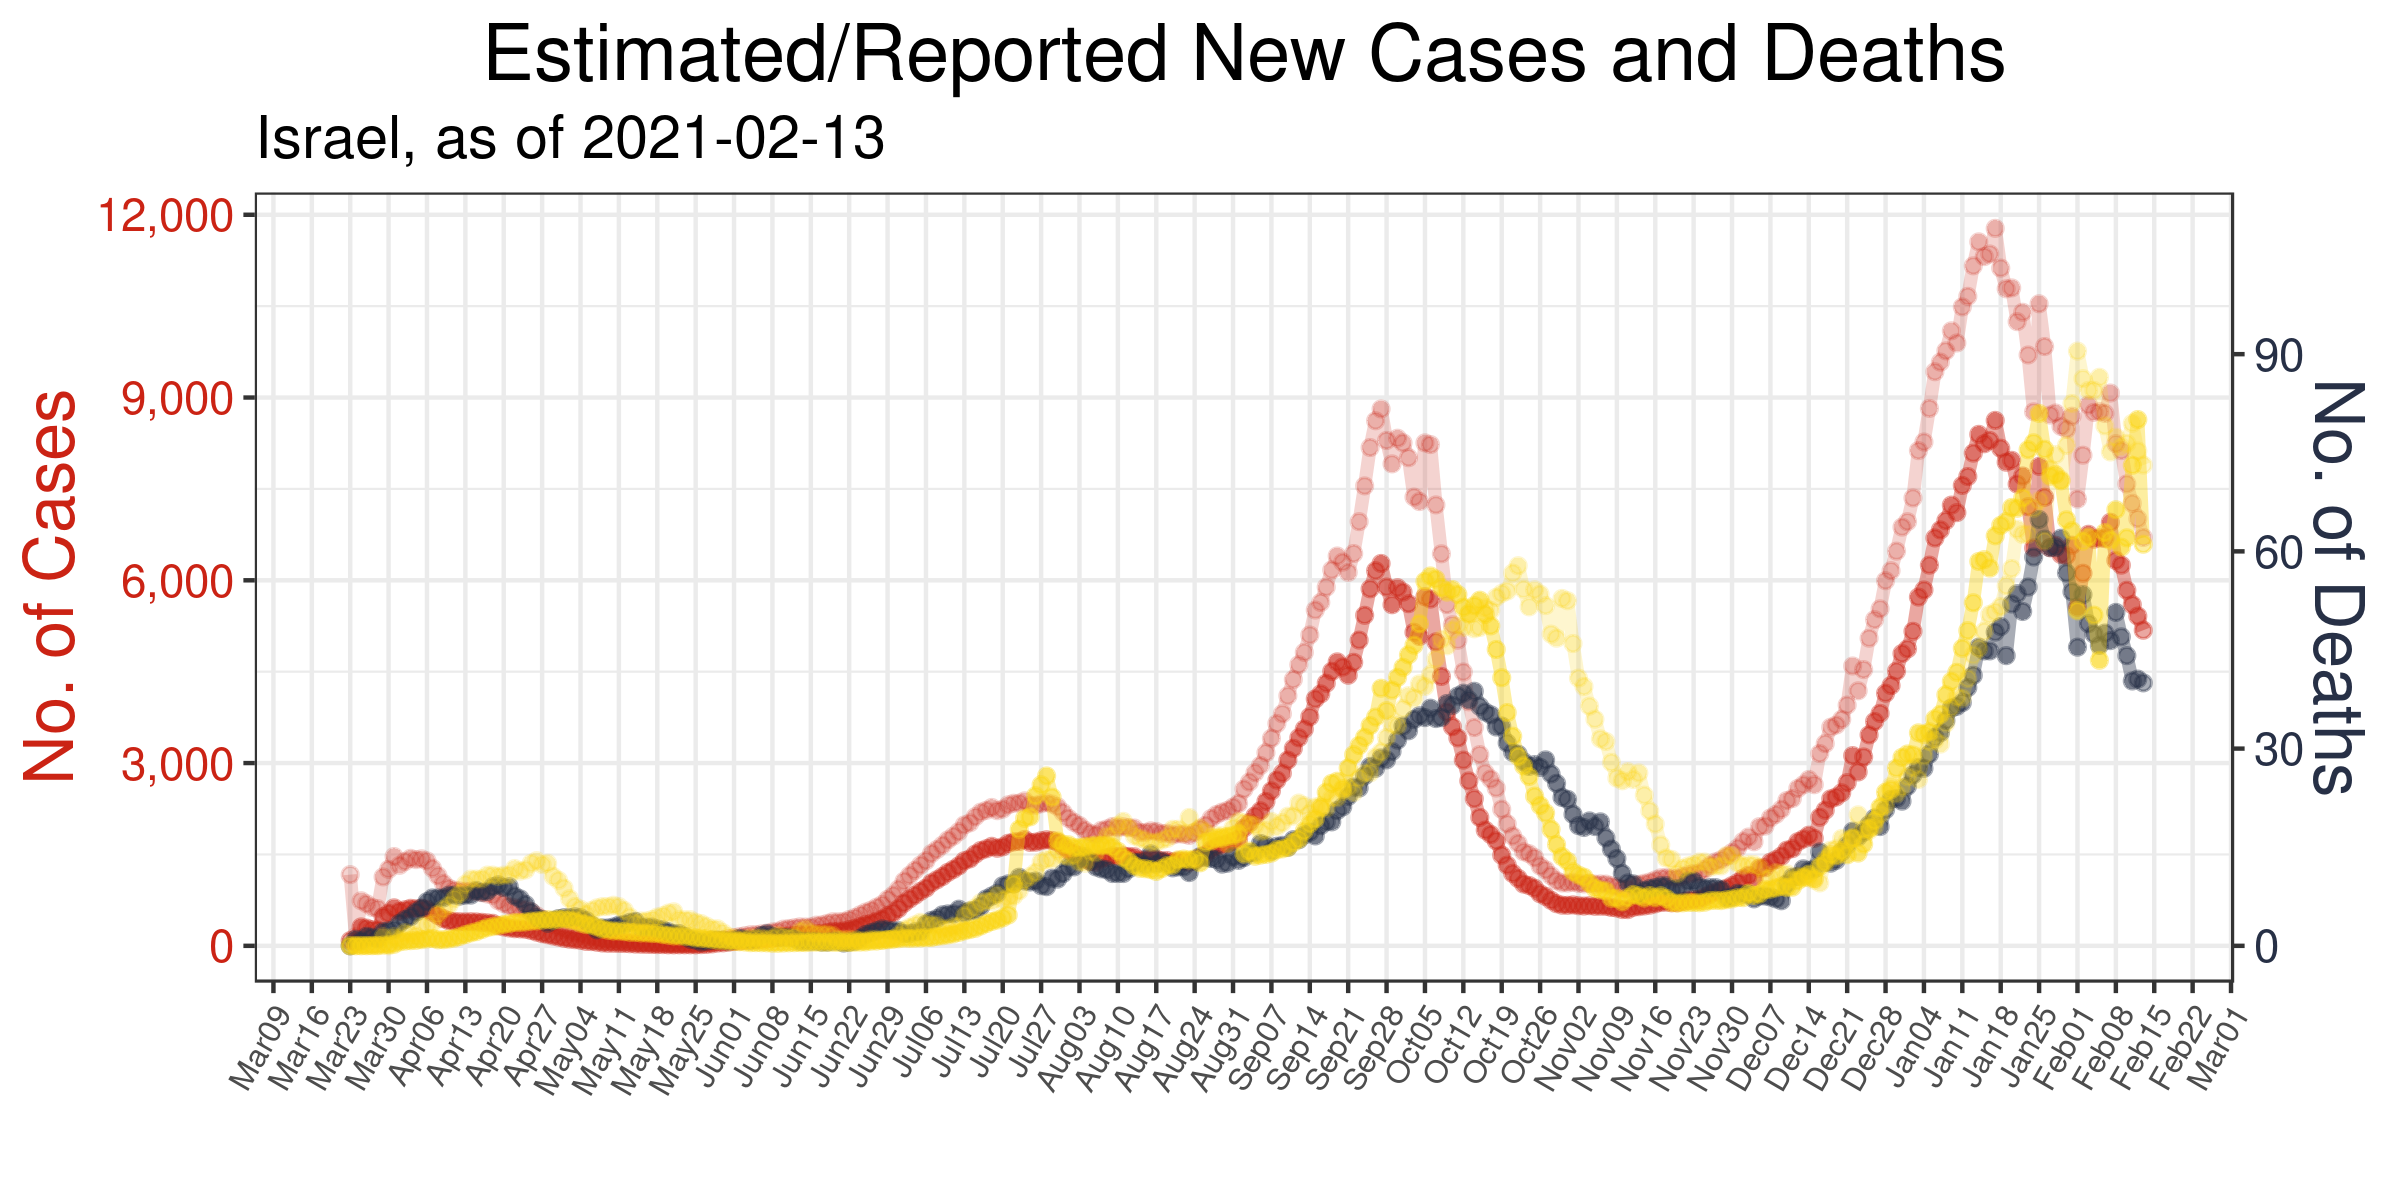 Estimated/Reported New Cases and Deaths
Israel, as of 2021-02-13
No. of Cases
12,000
9,000
6,000
3,000
0
90
60
30
0
No. of Deaths
Mar09 Mar16 Mar23 Mar30 Apr06 Apr13 Apr20 Apr27 May04 May11 May18 May25 Jun01 Jun08 Jun15 Jun22 Jun29 Jul06 Jul13 Jul20 Jul27 Aug03 Aug10 Aug17 Aug24 Aug31 Sep07 Sep14 Sep21 Sep28 Oct05 Oct12 Oct19 Oct26 Nov02 Nov09 Nov16 Nov23 Nov30 Dec07 Dec14 Dec21 Dec28 Dec04 Jan11 Jan18 Jan25 Feb01 Feb08 Feb15 Feb22 Mar01